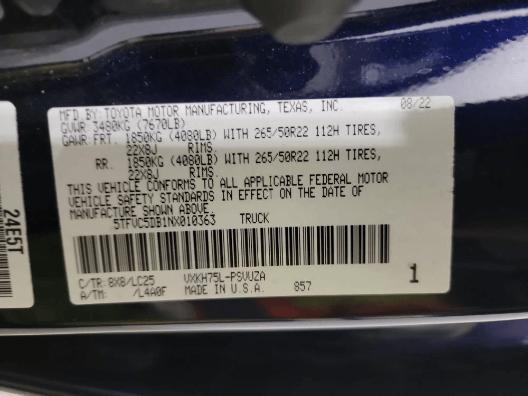 MFD BY:TOYOTA MOTOR MANUFACTURING, TEXAS, INC. 08/22
GVWR 3480KG (7670LB)
GAWR FRT. 1850KG (4080LB) WITH 265/50R22 112H TIRES,
22X8J RIMS.
RR. 1850KG (4080LB) WITH 265/50R22 112H TIRES,
22X8J RIMS.
THIS VEHICLE CONFORMS TO ALL APPLICABLE FEDERAL MOTOR
VEHICLE SAFETY STANDARDS IN EFFECT ON THE DATE OF
MANUFACTURE SHOWN ABOVE.
5TFVC5DB1NX010363 TRUCK
C/TR: 8X8/LC25 VXKH75L-PSVUZA
A/TM: /L4A0F MADE IN U.S.A. 857 1
24E5T